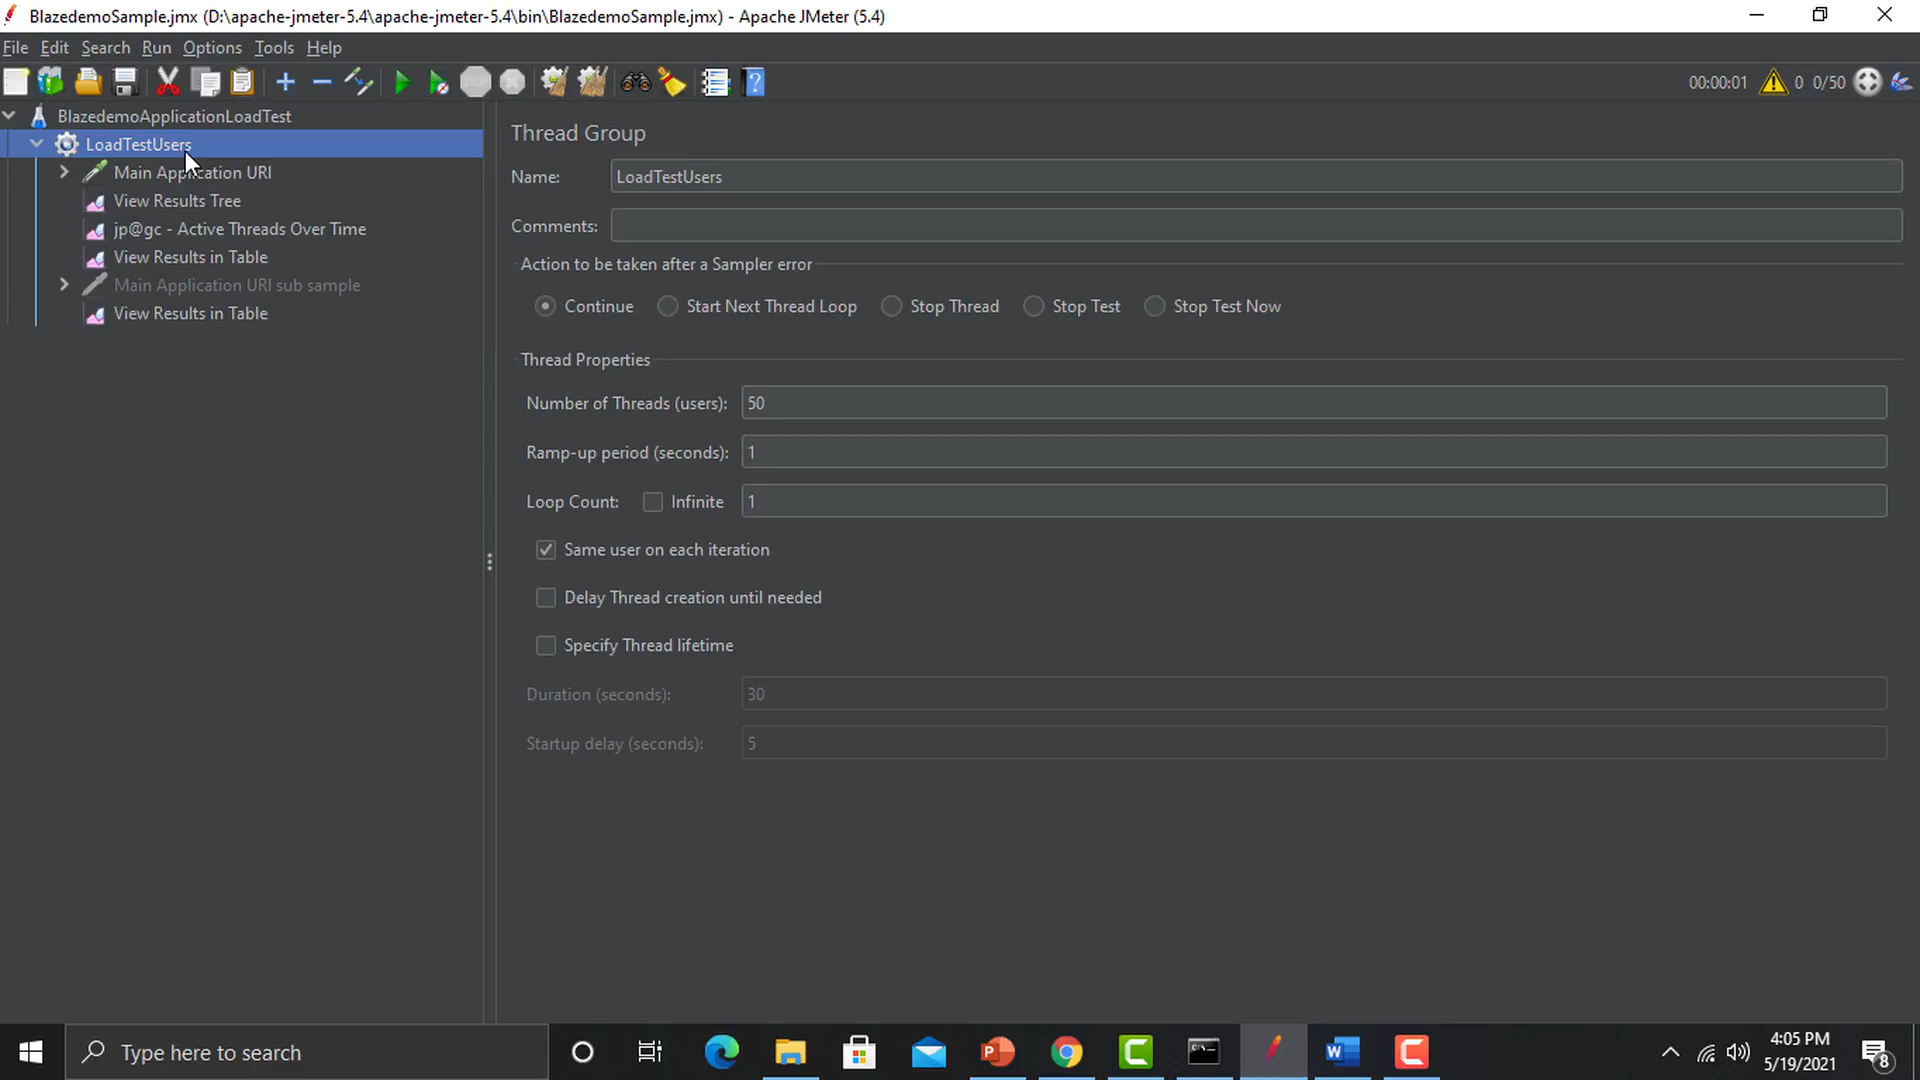 BlazedemoSample.jmx (D:\apache-jmeter-5.4\apache-jmeter-5.4\bin\BlazedemoSample.jmx) - Apache JMeter (5.4)
File Edit Search Run Options Tools Help
00:00:01 0 0/50
BlazedemoApplicationLoadTest
LoadTestUsers
Main Application URI
View Results Tree
jp@gc - Active Threads Over Time
View Results in Table
Main Application URI sub sample
View Results in Table
Thread Group
Name: LoadTestUsers
Comments:
Action to be taken after a Sampler error
Continue Start Next Thread Loop Stop Thread Stop Test Stop Test Now
Thread Properties
Number of Threads (users): 50
Ramp-up period (seconds): 1
Loop Count: Infinite 1
Same user on each iteration
Delay Thread creation until needed
Specify Thread lifetime
Duration (seconds): 30
Startup delay (seconds): 5
Type here to search
4:05 PM
5/19/2021
8